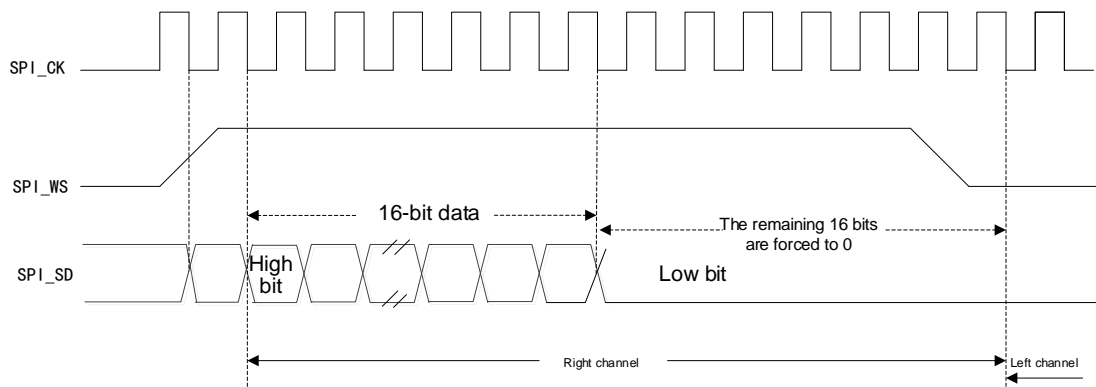 SPI_CK
SPI_WS
16-bit data
The remaining 16 bits
are forced to 0
SPI_SD
High
bit
Low bit
Right channel
Left channel